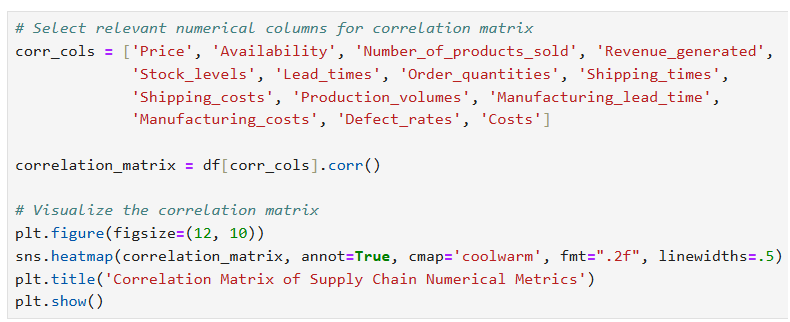 # Select relevant numerical columns for correlation matrix
corr_cols = ['Price', 'Availability', 'Number_of_products_sold', 'Revenue_generated',
             'Stock_levels', 'Lead_times', 'Order_quantities', 'Shipping_times',
             'Shipping_costs', 'Production_volumes', 'Manufacturing_lead_time',
             'Manufacturing_costs', 'Defect_rates', 'Costs']

correlation_matrix = df[corr_cols].corr()

# Visualize the correlation matrix
plt.figure(figsize=(12, 10))
sns.heatmap(correlation_matrix, annot=True, cmap='coolwarm', fmt=".2f", linewidths=.5)
plt.title('Correlation Matrix of Supply Chain Numerical Metrics')
plt.show()